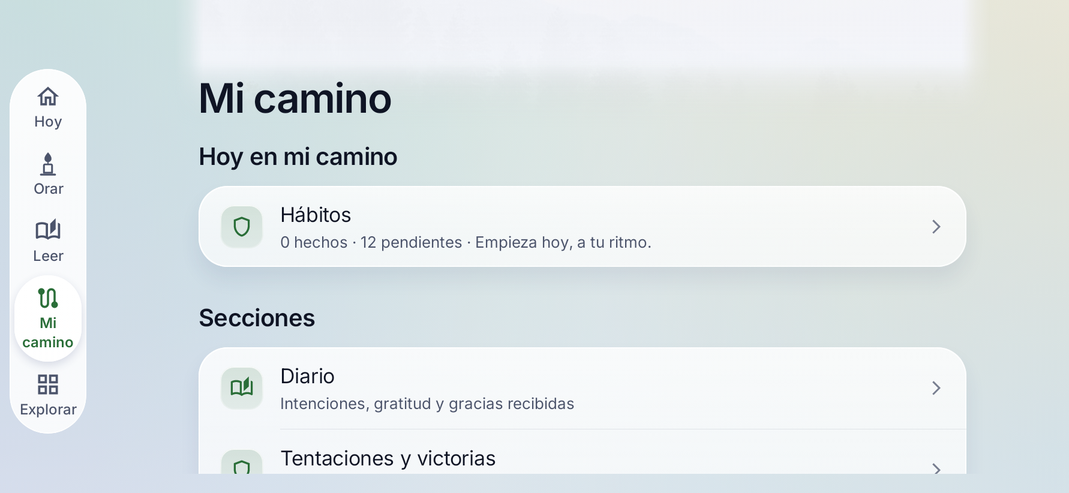 Mi camino
Hoy en mi camino
Hábitos
0 hechos · 12 pendientes · Empieza hoy, a tu ritmo.
Secciones
Diario
Intenciones, gratitud y gracias recibidas
Tentaciones y victorias
Hoy
Orar
Leer
Mi
camino
Explorar